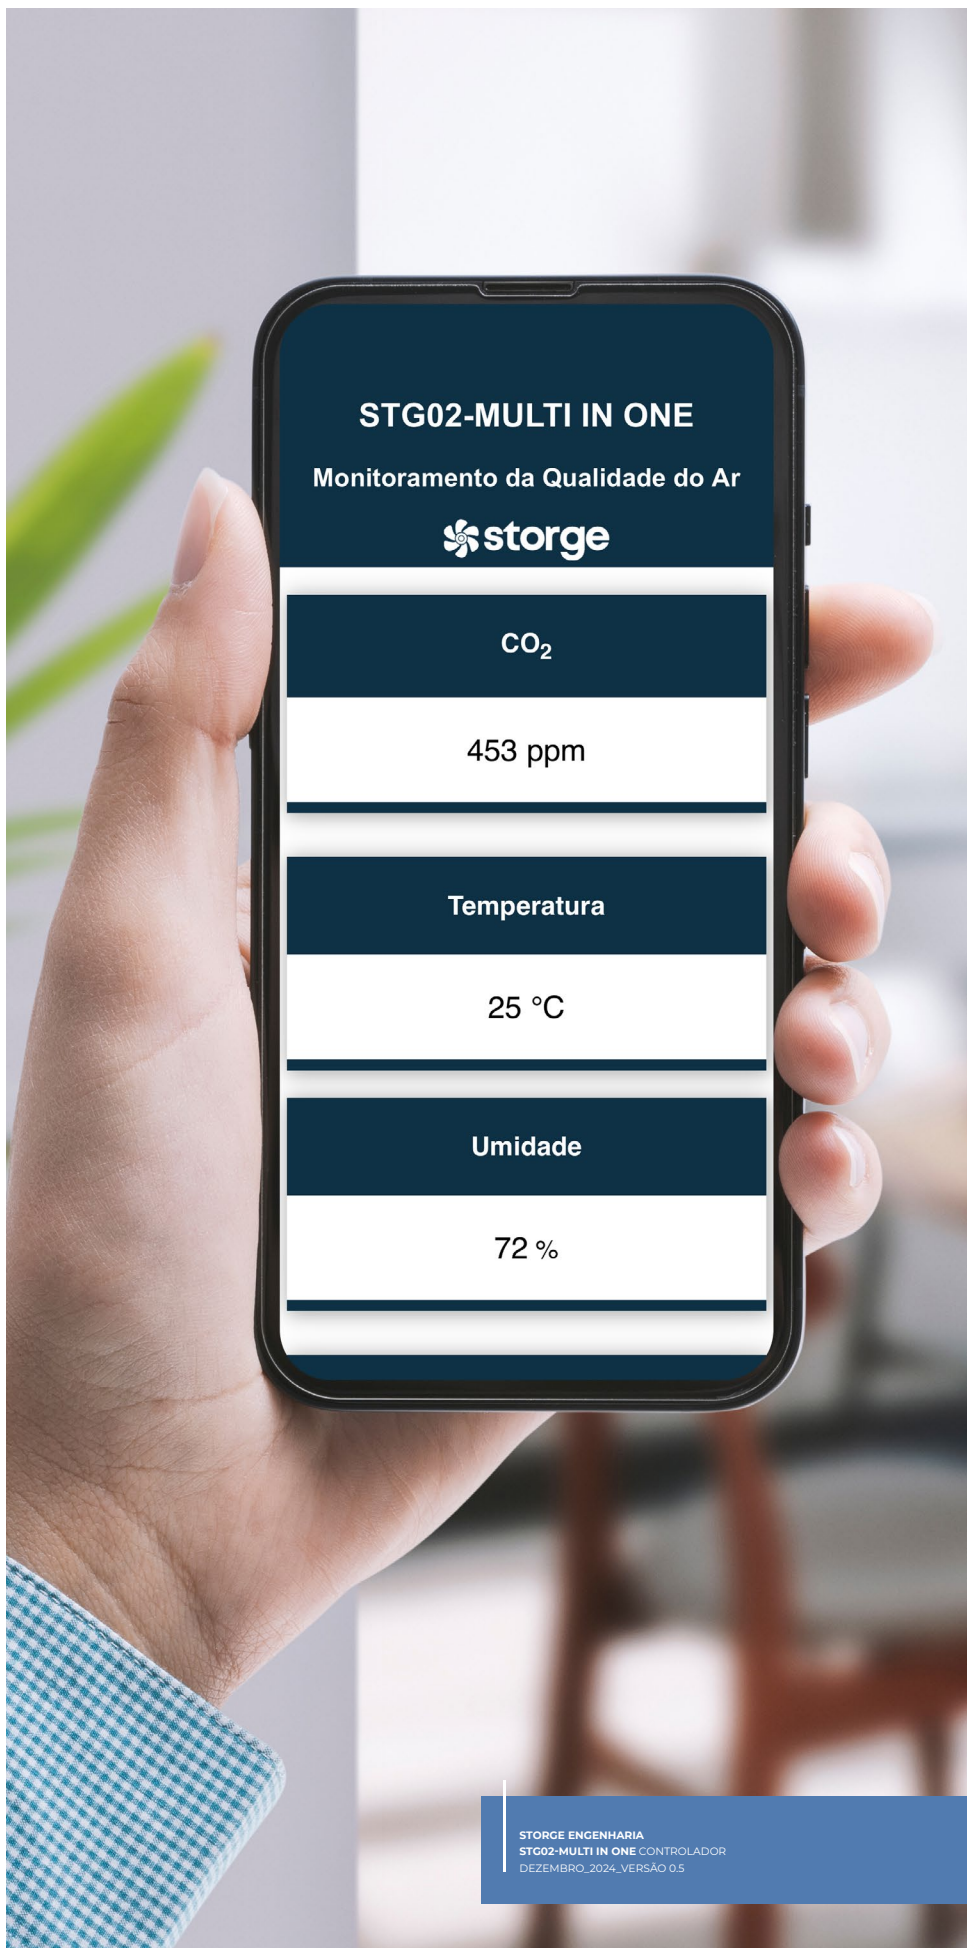 STG02-MULTI IN ONE
Monitoramento da Qualidade do Ar
storge
CO₂
453 ppm
Temperatura
25 °C
Umidade
72 %
STORGE ENGENHARIA
STG02-MULTI IN ONE CONTROLADOR
DEZEMBRO_2024_VERSÃO 0.5